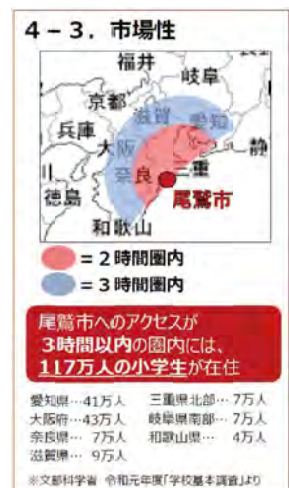 4－3．市場性
福井
岐阜
京都
滋賀
愛知
兵庫
大阪
静
三重
奈良
川
尾鷲市
徳島
和歌山
＝2時間圏内
＝3時間圏内
尾鷲市へのアクセスが
3時間以内の圏内には、
117万人の小学生が在住
愛知県…41万人 三重県北部…7万人
大阪府…43万人 岐阜県南部…7万人
奈良県… 7万人 和歌山県… 4万人
滋賀県… 9万人
※文部科学省 令和元年度「学校基本調査」より